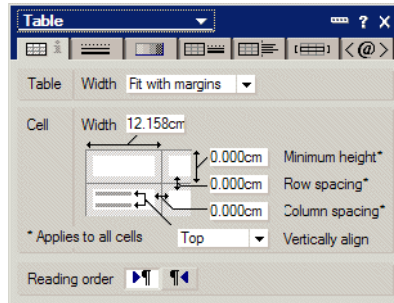 Table ? X
<@>
Table Width Fit with margins
Cell Width 12.158cm
0.000cm Minimum height*
0.000cm Row spacing*
0.000cm Column spacing*
* Applies to all cells Top Vertically align
Reading order ¶ ¶